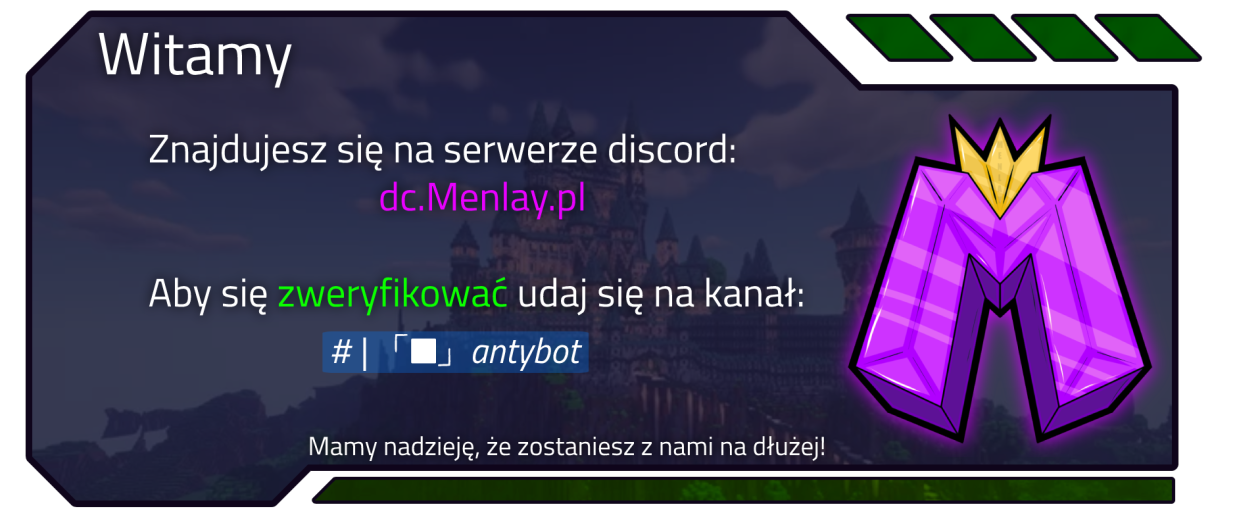 Witamy
Znajdujesz się na serwerze discord:
dc.Menlay.pl
Aby się zweryfikować udaj się na kanał:
# | 「■」 antybot
Mamy nadzieję, że zostaniesz z nami na dłużej!